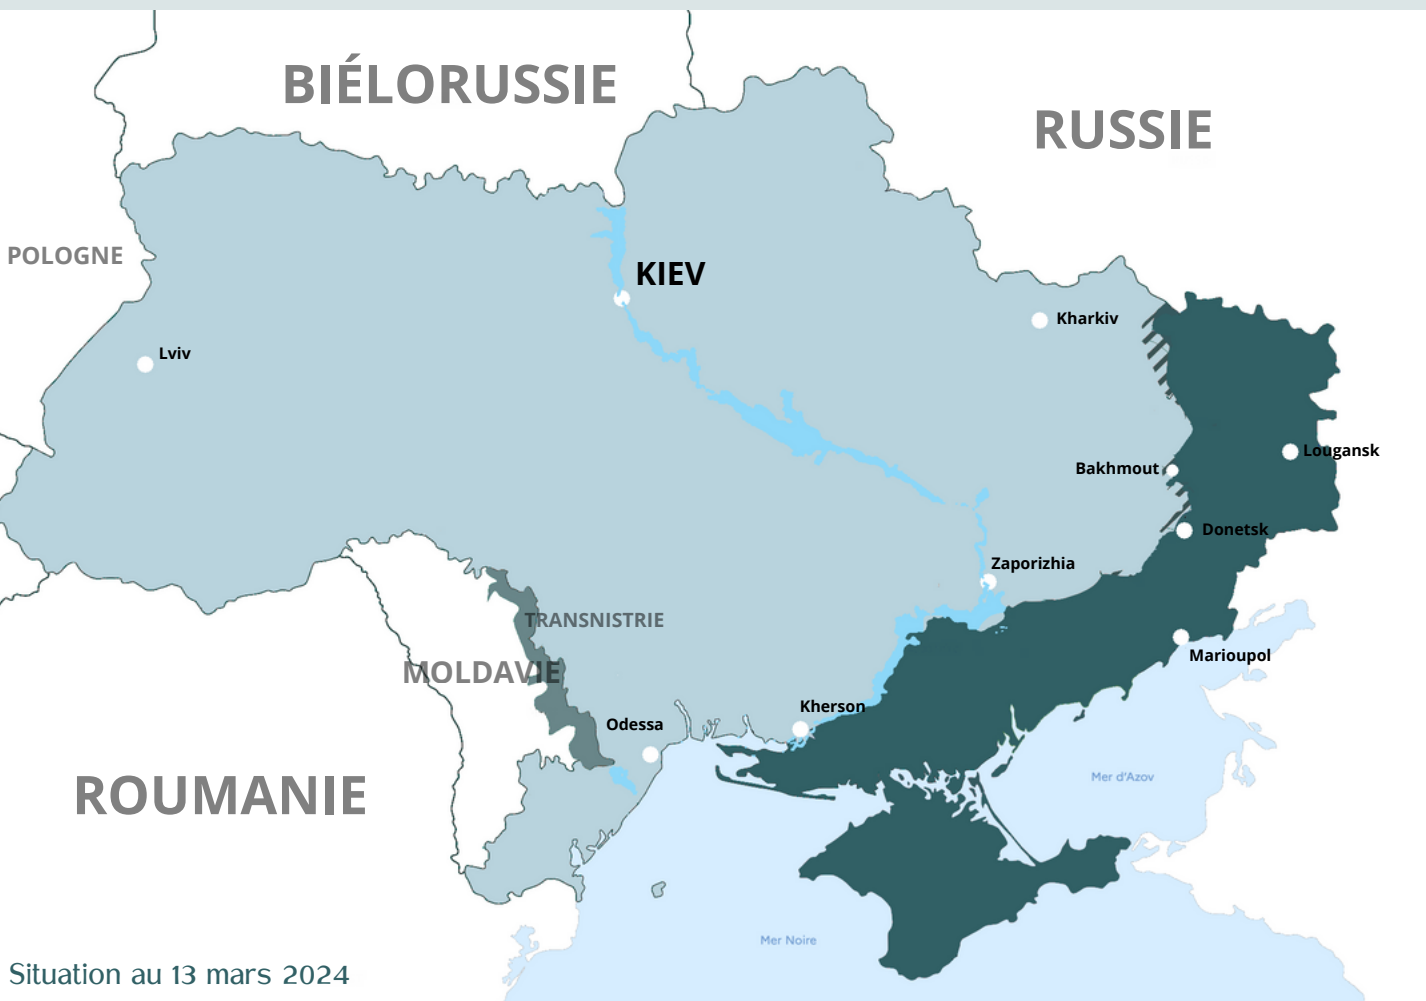 BIÉLORUSSIE
RUSSIE
POLOGNE
KIEV
Kharkiv
Lviv
Lougansk
Bakhmout
Donetsk
Zaporizhia
TRANSNISTRIE
Marioupol
MOLDAVIE
Kherson
Odessa
Mer d'Azov
ROUMANIE
Mer Noire
Situation au 13 mars 2024